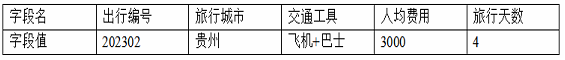 字段名 出行编号 旅行城市 交通工具 人均费用 旅行天数
字段值 202302 贵州 飞机+巴士 3000 4